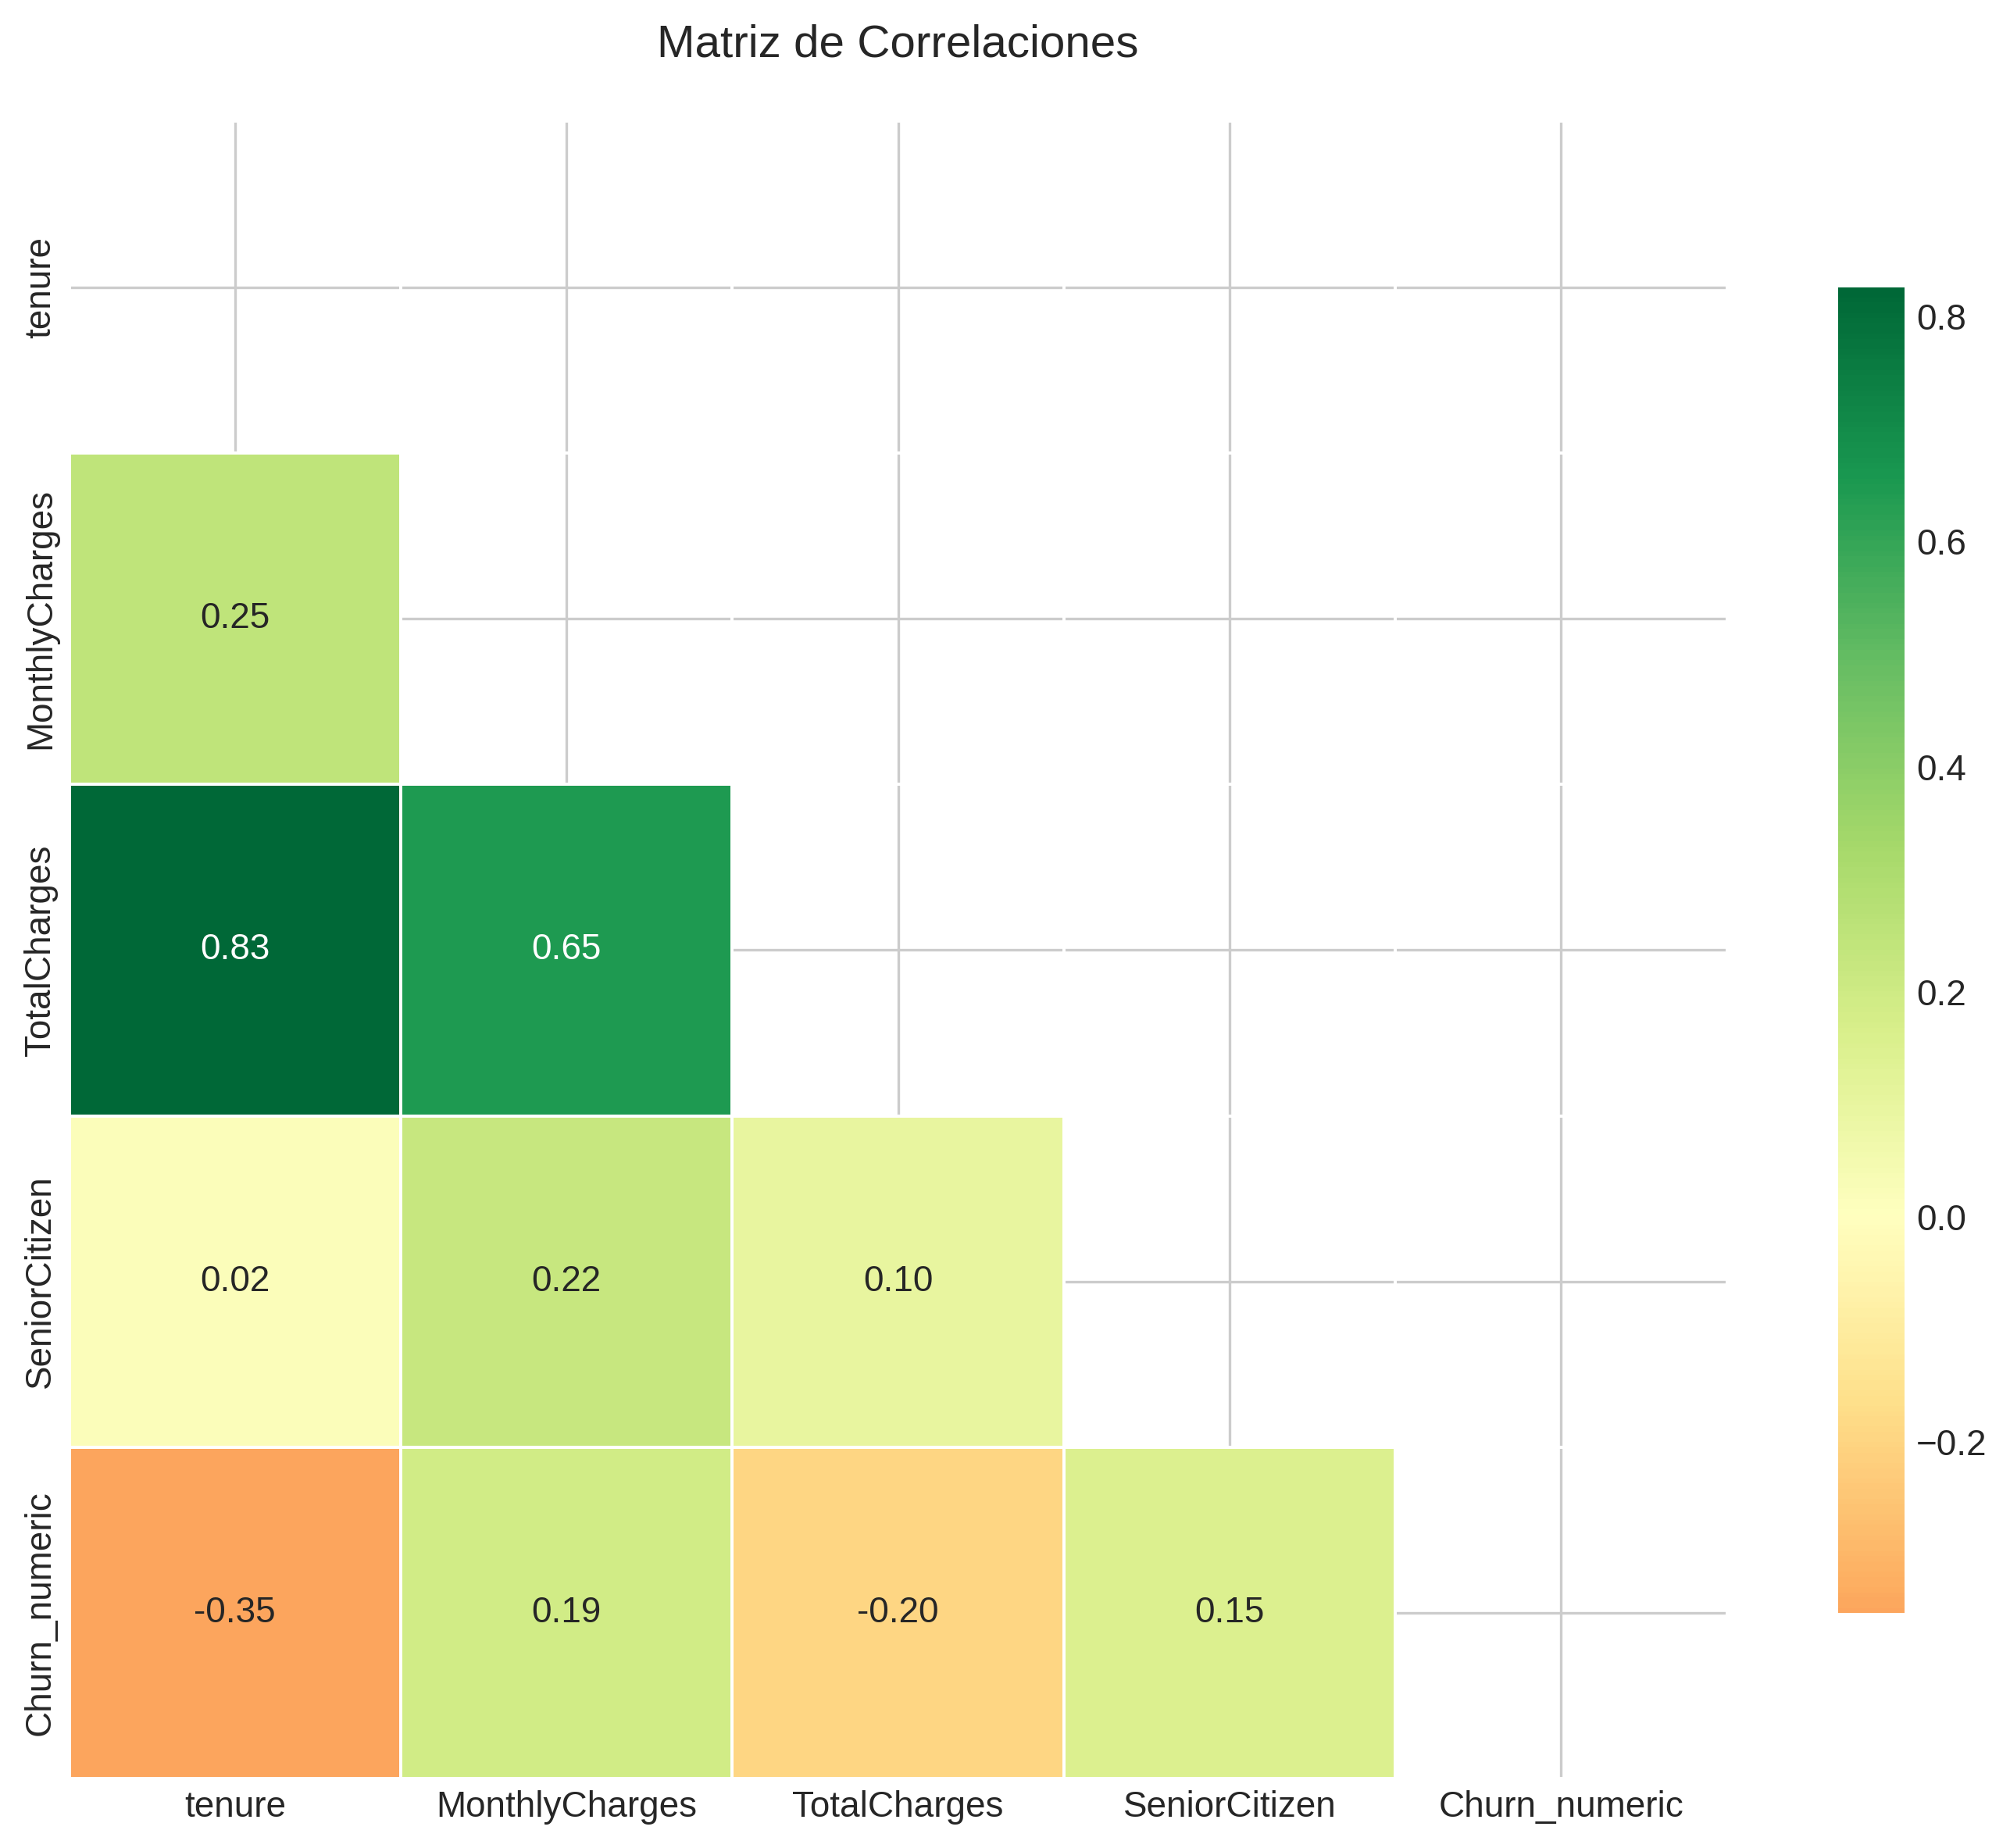 Matriz de Correlaciones
tenure
MonthlyCharges
0.25
TotalCharges
0.83 0.65
SeniorCitizen
0.02 0.22 0.10
Churn_numeric
-0.35 0.19 -0.20 0.15
tenure MonthlyCharges TotalCharges SeniorCitizen Churn_numeric
0.8
0.6
0.4
0.2
0.0
−0.2